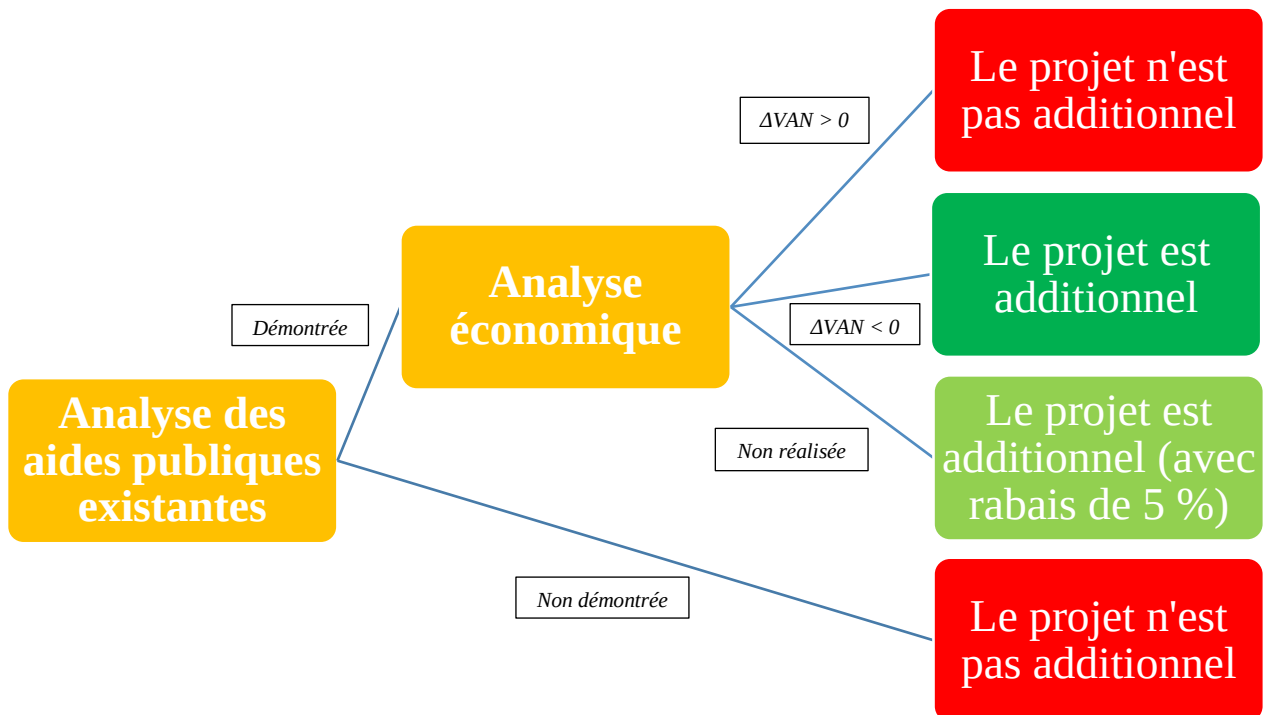 Le projet n'est
pas additionnel
ΔVAN > 0
Le projet est
additionnel
Analyse
économique
Démontrée
ΔVAN < 0
Analyse des
aides publiques
existantes
Le projet est
additionnel (avec
rabais de 5 %)
Non réalisée
Non démontrée
Le projet n'est
pas additionnel